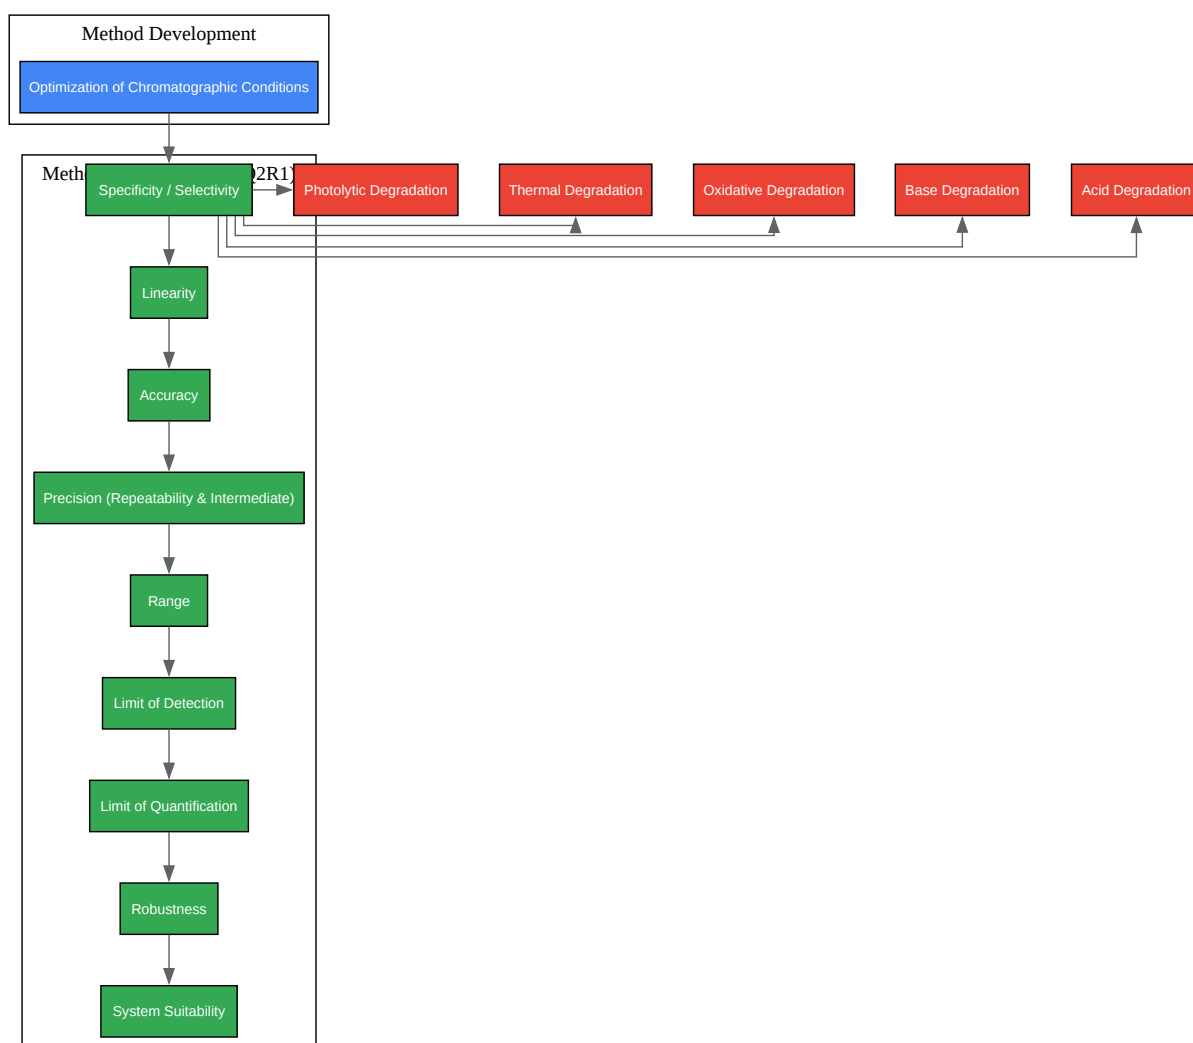 Method Development
Optimization of Chromatographic Conditions
Q2R1)
Specificity / Selectivity
Photolytic Degradation
Thermal Degradation
Oxidative Degradation
Base Degradation
Acid Degradation
Linearity
Accuracy
Precision (Repeatability & Intermediate)
Range
Limit of Detection
Limit of Quantification
Robustness
System Suitability